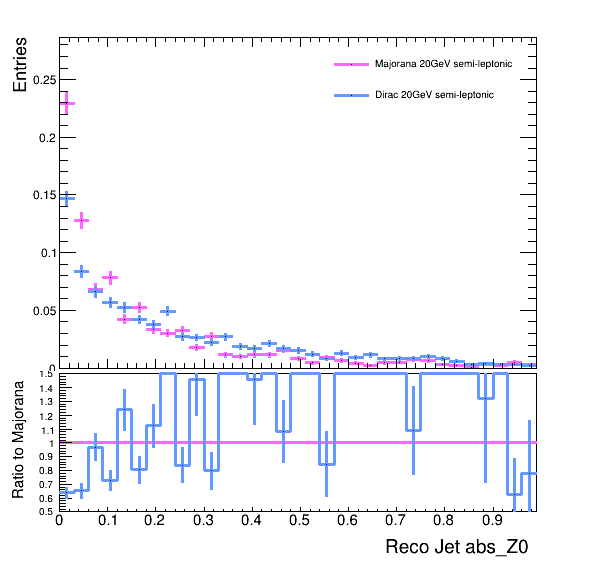 Entries
Majorana 20GeV semi-leptonic
Dirac 20GeV semi-leptonic
0.25
0.2
0.15
0.1
0.05
0
Ratio to Majorana
1.5
1.4
1.3
1.2
1.1
1
0.9
0.8
0.7
0.6
0.5
0 0.1 0.2 0.3 0.4 0.5 0.6 0.7 0.8 0.9
Reco Jet abs_Z0